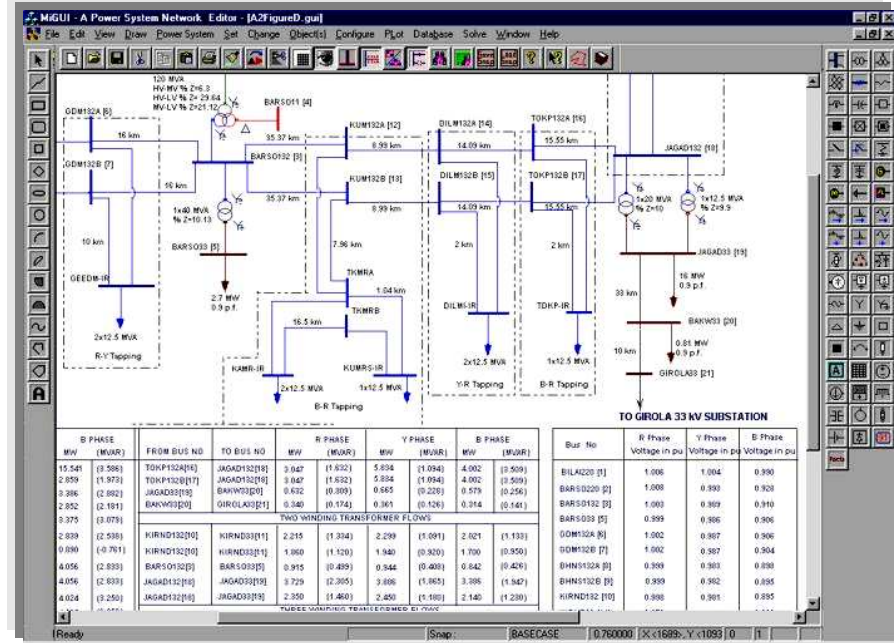 MiGUI - A Power System Network Editor - [A2FigureD.gui]
File Edit View Draw Power System Set Change Object(s) Configure PLot Database Solve Window Help
120 MVA
HV-MV % Z=6.3
HV-LV % Z= 29.64
MV-LV % Z=21.12
BARSO11 [4]
GDM132A [6]
16 km
35.37 km
KUM132A [12]
8.99 km
DILM132A [14]
14.09 km
TOKP132A [16]
15.55 km
JAGAD132 [18]
GDM132B [7]
BARSO132 [3]
16 km
35.37 km
KUM132B [13]
8.99 km
DILM132B [15]
14.09 km
TOKP132B [17]
15.55 km
1x40 MVA
% Z=10.13
1x20 MVA
% Z=10
1x12.5 MVA
% Z=9.9
10 km
BARSO33 [5]
7.96 km
2 km
2 km
JAGAD33 [19]
GEEDM-IR
TKMRA
1.04 km
TKMRB
16 MW
0.9 p.f.
33 km
2.7 MW
0.9 p.f.
16.5 km
DILMI-IR
TOKP-IR
BAKW33 [20]
2x12.5 MVA
R-Y Tapping
KAMR-IR
2x12.5 MVA
KUMRS-IR
1x12.5 MVA
B-R Tapping
2x12.5 MVA
Y-R Tapping
1x12.5 MVA
B-R Tapping
0.81 MW
0.9 p.f.
10 km
GIROLA33 [21]
TO GIROLA 33 kV SUBSTATION
B PHASE R PHASE Y PHASE B PHASE
MW (MVAR) FROM BUS NO TO BUS NO MW (MVAR) MW (MVAR) MW (MVAR)
15.541 (3.586) TOKP132A[16] JAGAD132[18] 3.047 (1.632) 5.834 (1.094) 4.002 (3.509)
2.859 (1.973) TOKP132B[17] JAGAD132[18] 3.047 (1.632) 5.834 (1.094) 4.002 (3.509)
3.386 (2.882) JAGAD33[19] BAKW33[20] 0.632 (0.309) 0.665 (0.228) 0.579 (0.256)
2.852 (2.181) BAKW33[20] GIROLA33[21] 0.340 (0.174) 0.361 (0.126) 0.314 (0.141)
3.375 (3.079) TWO WINDING TRANSFORMER FLOWS
2.839 (2.538) KIRND132[10] KIRND33[11] 2.215 (1.334) 2.299 (1.091) 2.021 (1.133)
0.890 (-0.761) KIRND132[10] KIRND33[11] 1.860 (1.120) 1.940 (0.920) 1.700 (0.950)
4.056 (2.833) BARSO132[3] BARSO33[5] 0.915 (0.499) 0.944 (0.408) 0.842 (0.426)
4.056 (2.833) JAGAD132[18] JAGAD33[19] 3.729 (2.305) 3.886 (1.865) 3.386 (1.947)
4.024 (3.250) JAGAD132[18] JAGAD33[19] 2.350 (1.460) 2.450 (1.180) 2.140 (1.230)
THREE WINDING TRANSFORMER FLOWS
Bus No R Phase Y Phase B Phase
Voltage in pu Voltage in pu Voltage in pu
BILAI220 [1] 1.006 1.004 0.990
BARSO220 [2] 1.008 0.993 0.928
BARSO132 [3] 1.003 0.989 0.910
BARSO33 [5] 0.999 0.986 0.906
GDM132A [6] 1.002 0.987 0.906
GDM132B [7] 1.002 0.987 0.904
BHNS132A [8] 0.999 0.983 0.898
BHNS132B [9] 0.999 0.982 0.895
KIRND132 [10] 0.998 0.981 0.895
Ready Snap : BASECASE 0.760000 X <1689>, Y <1093> 0 1